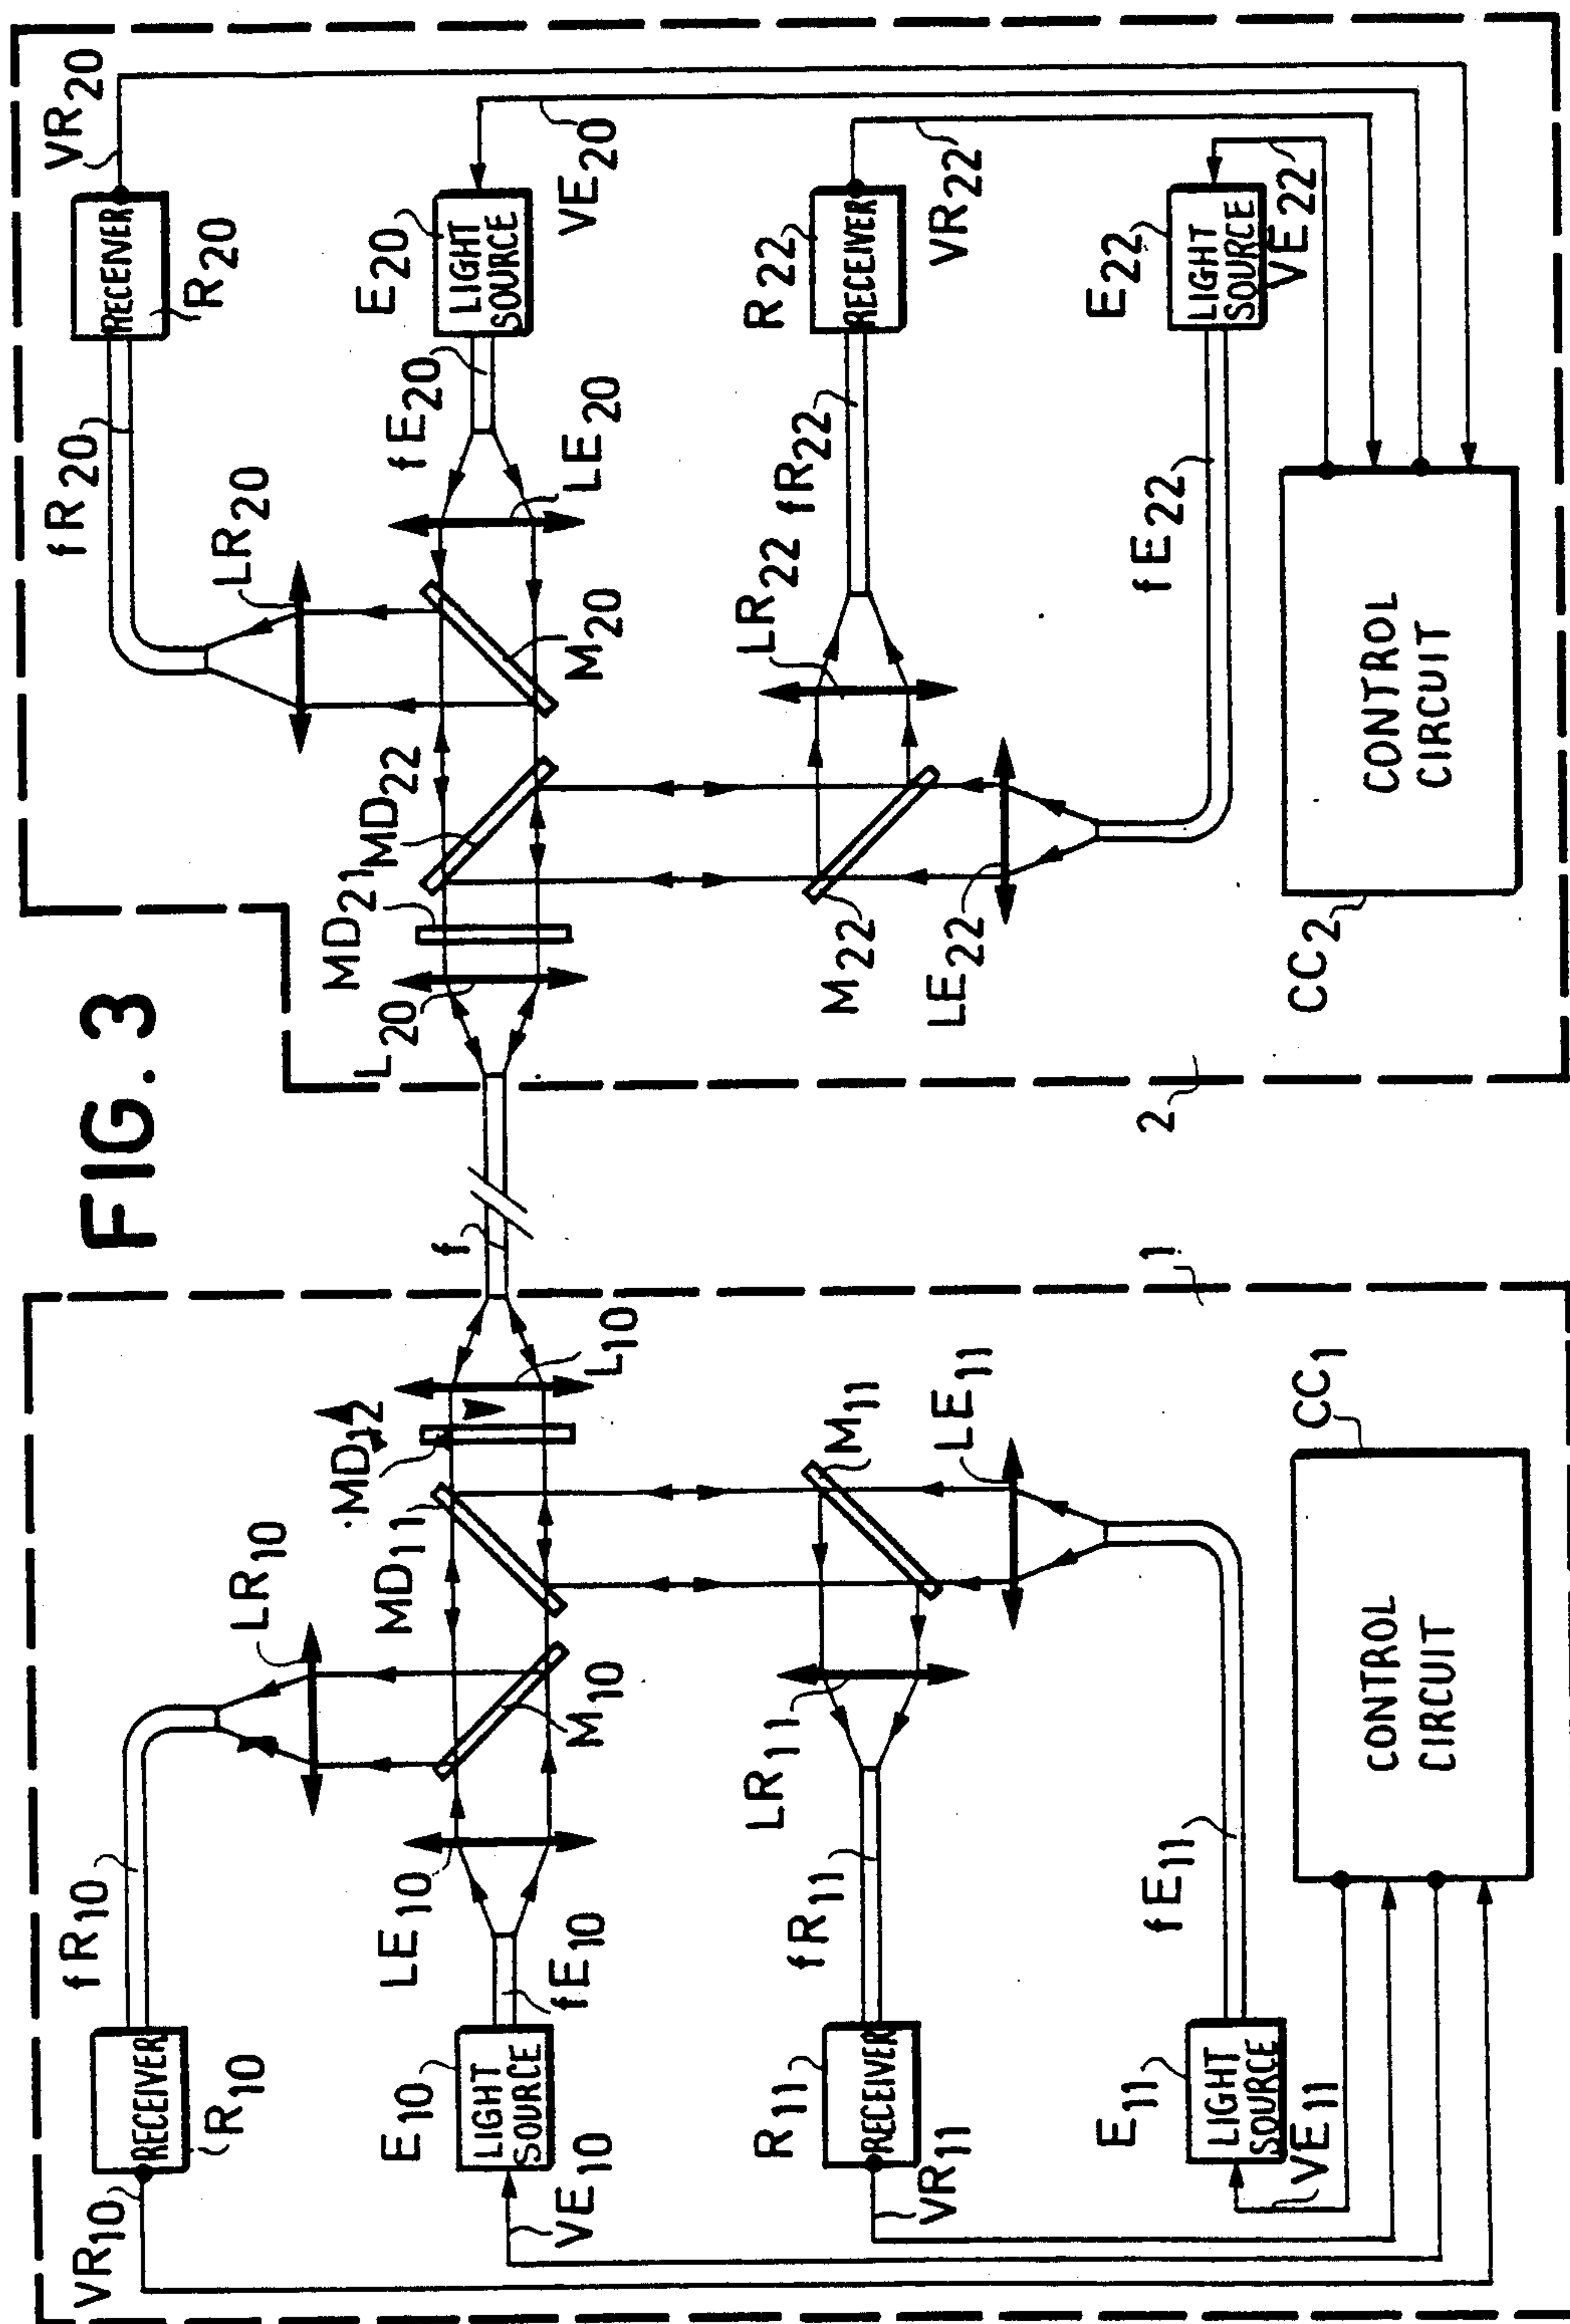 FIG. 3
VR10
RECEIVER
R10
fR10
LR10
E10
LIGHT
SOURCE
VE10
fE10
LE10
M10
MD11
MD12
L10
f
R11
RECEIVER
VR11
fR11
LR11
M11
LE11
E11
LIGHT
SOURCE
VE11
fE11
CONTROL
CIRCUIT
CC1
1
2
L20
MD21
MD22
M20
LR20
fR20
RECEIVER
R20
VR20
LE20
fE20
E20
LIGHT
SOURCE
VE20
M22
LR22
fR22
R22
RECEIVER
VR22
LE22
fE22
E22
LIGHT
SOURCE
VE22
CONTROL
CIRCUIT
CC2